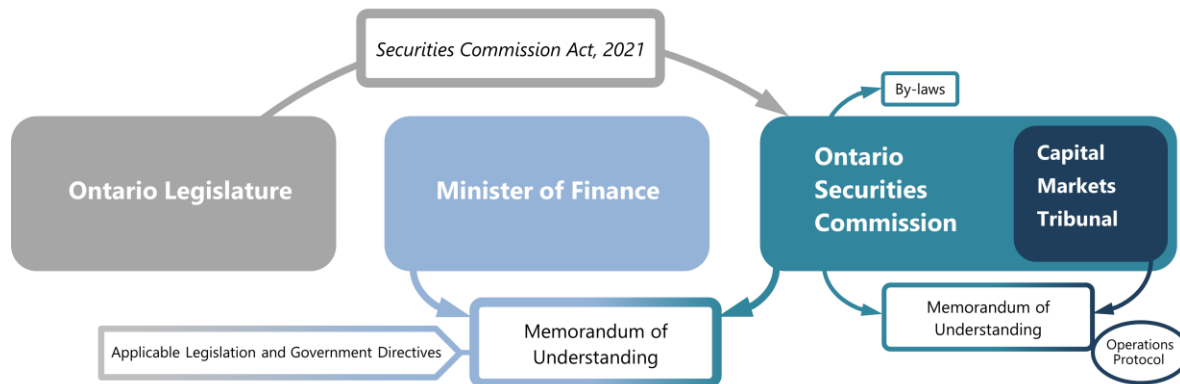 Securities Commission Act, 2021
By-laws
Ontario Legislature
Minister of Finance
Ontario
Securities
Commission
Capital
Markets
Tribunal
Applicable Legislation and Government Directives
Memorandum of
Understanding
Memorandum of
Understanding
Operations
Protocol